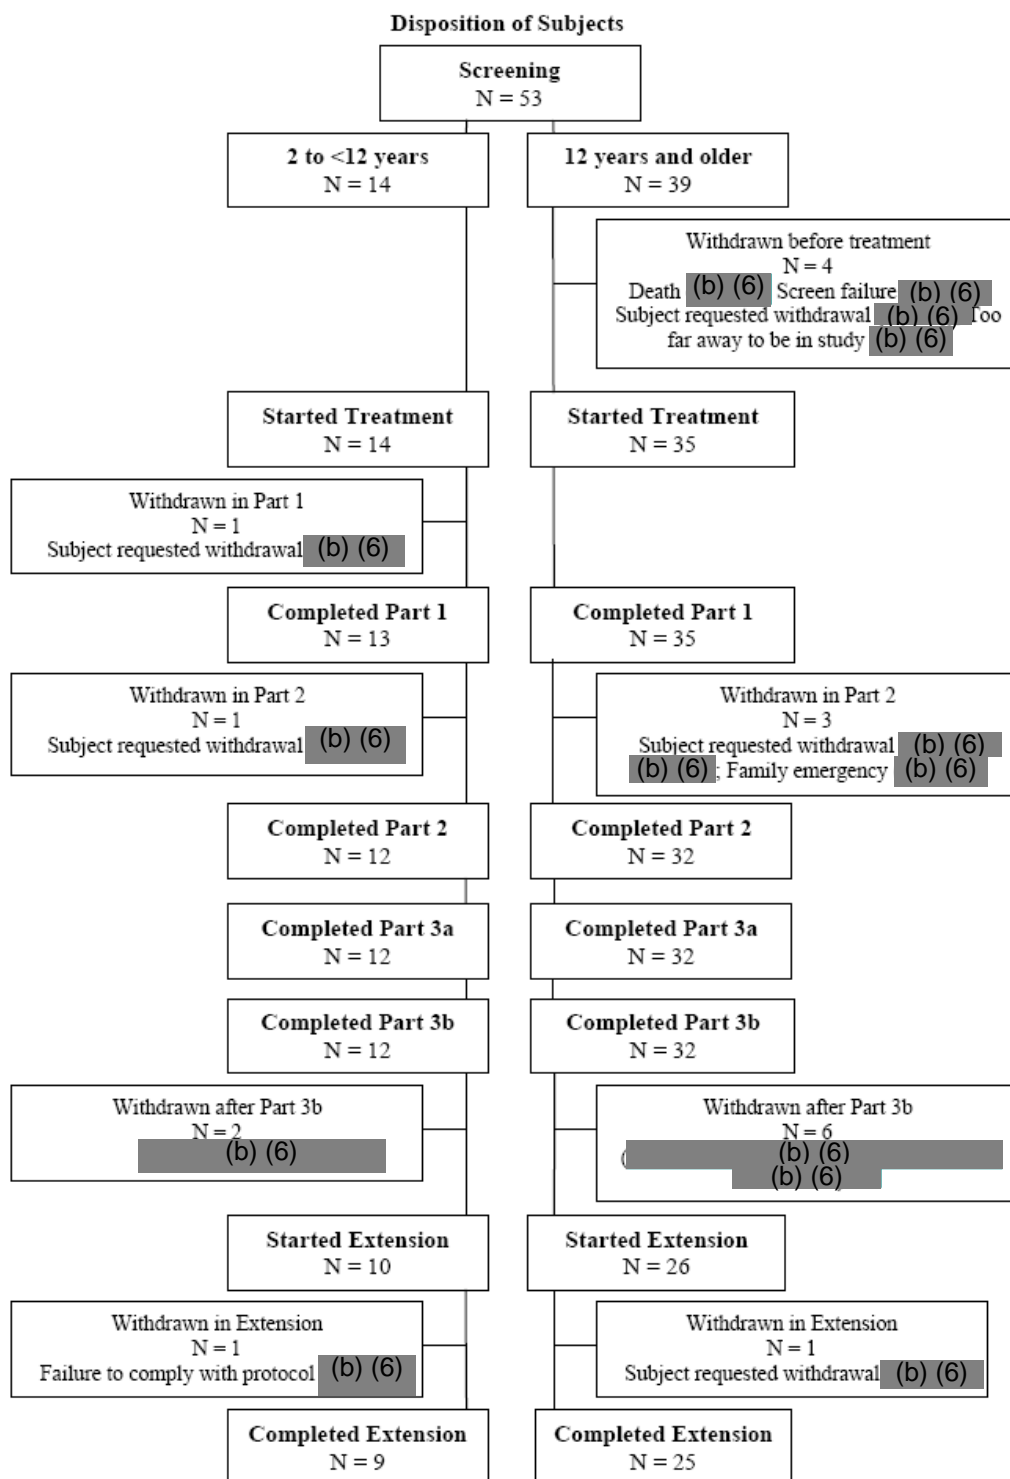 Disposition of Subjects
Screening
N = 53
2 to <12 years
N = 14
12 years and older
N = 39
Withdrawn before treatment
N = 4
Death (b) (6) Screen failure (b) (6)
Subject requested withdrawal (b) (6) Too
far away to be in study (b) (6)
Started Treatment
N = 14
Started Treatment
N = 35
Withdrawn in Part 1
N = 1
Subject requested withdrawal (b) (6)
Completed Part 1
N = 13
Completed Part 1
N = 35
Withdrawn in Part 2
N = 1
Subject requested withdrawal (b) (6)
Withdrawn in Part 2
N = 3
Subject requested withdrawal (b) (6)
(b) (6); Family emergency (b) (6)
Completed Part 2
N = 12
Completed Part 2
N = 32
Completed Part 3a
N = 12
Completed Part 3a
N = 32
Completed Part 3b
N = 12
Completed Part 3b
N = 32
Withdrawn after Part 3b
N = 2
(b) (6)
Withdrawn after Part 3b
N = 6
( (b) (6)
(b) (6)
Started Extension
N = 10
Started Extension
N = 26
Withdrawn in Extension
N = 1
Failure to comply with protocol (b) (6)
Withdrawn in Extension
N = 1
Subject requested withdrawal (b) (6)
Completed Extension
N = 9
Completed Extension
N = 25